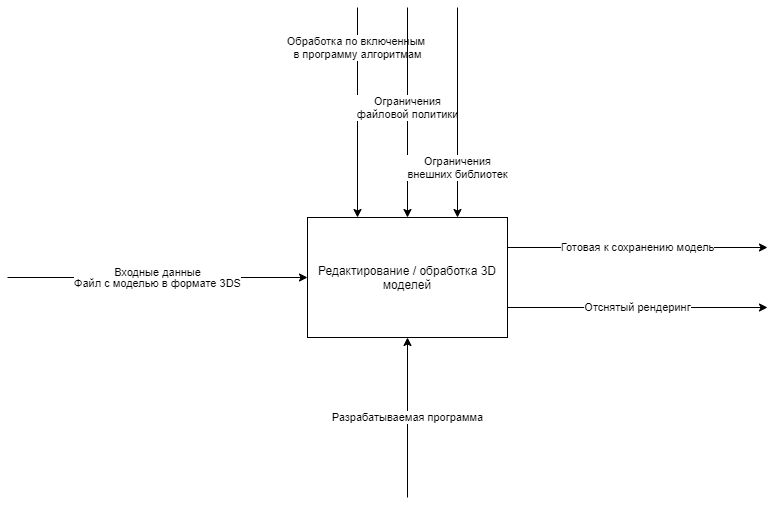 Обработка по включенным
в программу алгоритмам
Ограничения
файловой политики
Ограничения
внешних библиотек
Входные данные
Файл с моделью в формате 3DS
Редактирование / обработка 3D
моделей
Готовая к сохранению модель
Отснятый рендеринг
Разрабатываемая программа